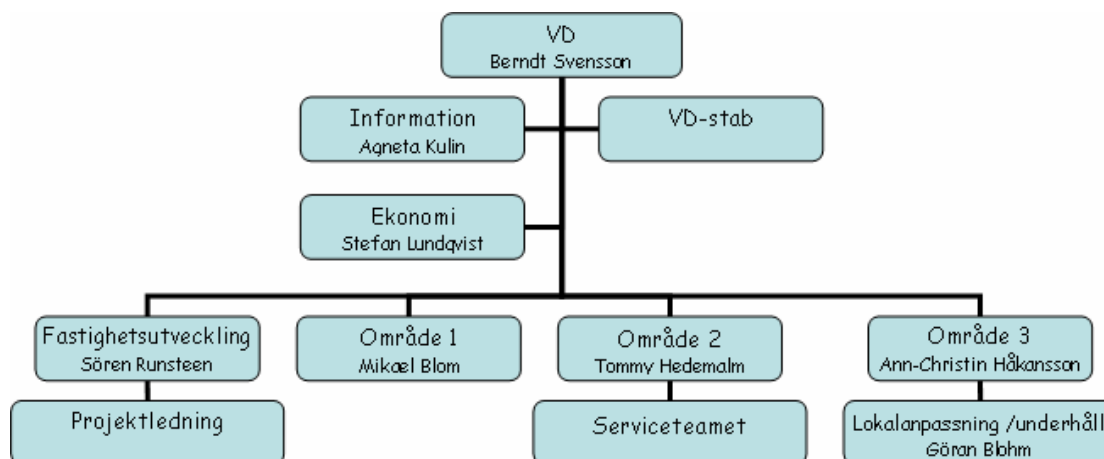 VD
Berndt Svensson
Information
Agneta Kulin
VD-stab
Ekonomi
Stefan Lundqvist
Fastighetsutveckling
Sören Runsteen
Område 1
Mikael Blom
Område 2
Tommy Hedemalm
Område 3
Ann-Christin Håkansson
Projektledning
Serviceteamet
Lokalanpassning /underhåll
Göran Blohm